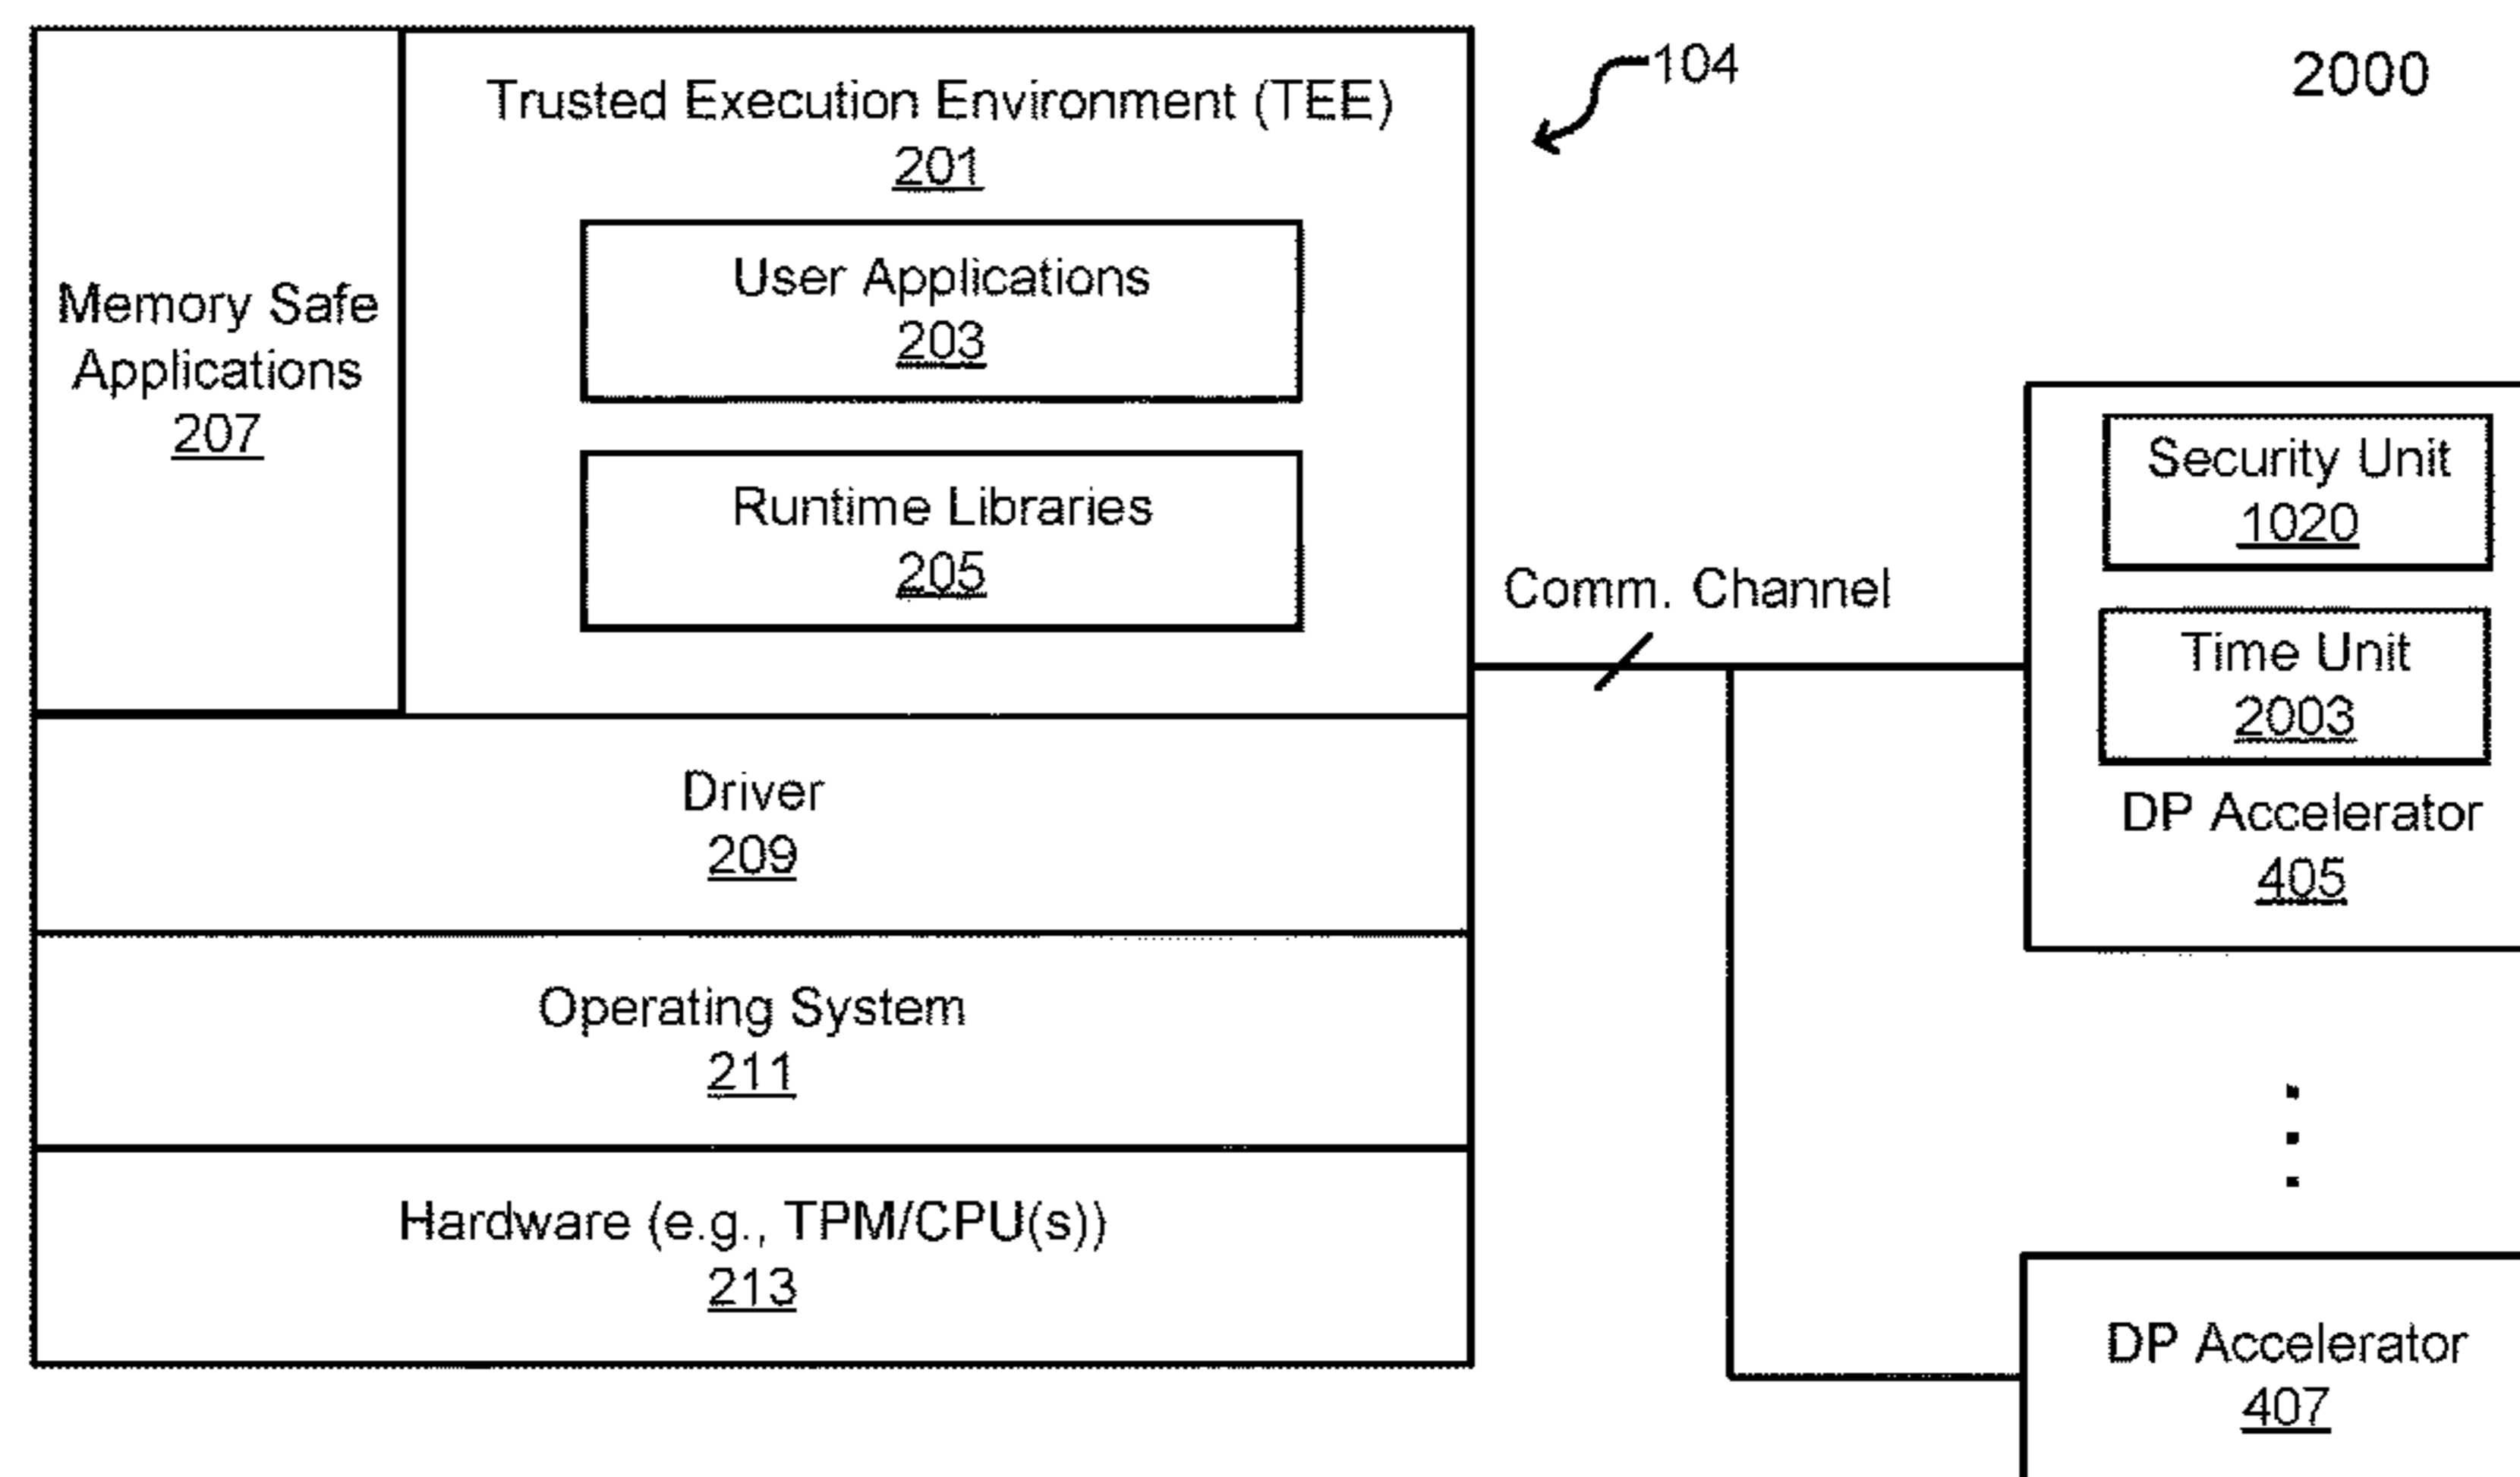 104
2000
Trusted Execution Environment (TEE)
201
User Applications
203
Memory Safe
Applications
207
Runtime Libraries
205
Comm. Channel
Security Unit
1020
Time Unit
2003
DP Accelerator
405
Driver
209
Operating System
211
Hardware (e.g., TPM/CPU(s))
213
DP Accelerator
407